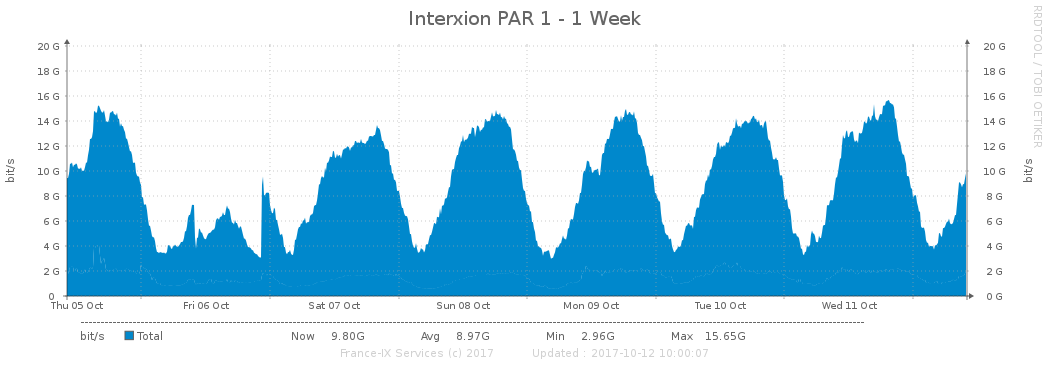 Interxion PAR 1 - 1 Week
RRDTOOL / TOBI OETIKER
bit/s
20 G 20 G
18 G 18 G
16 G 16 G
14 G 14 G
12 G 12 G
10 G 10 G
8 G 8 G
6 G 6 G
4 G 4 G
2 G 2 G
0 0 G
bit/s
Thu 05 Oct Fri 06 Oct Sat 07 Oct Sun 08 Oct Mon 09 Oct Tue 10 Oct Wed 11 Oct
bit/s Total Now 9.80G Avg 8.97G Min 2.96G Max 15.65G
France-IX Services (c) 2017 Updated : 2017-10-12 10:00:07